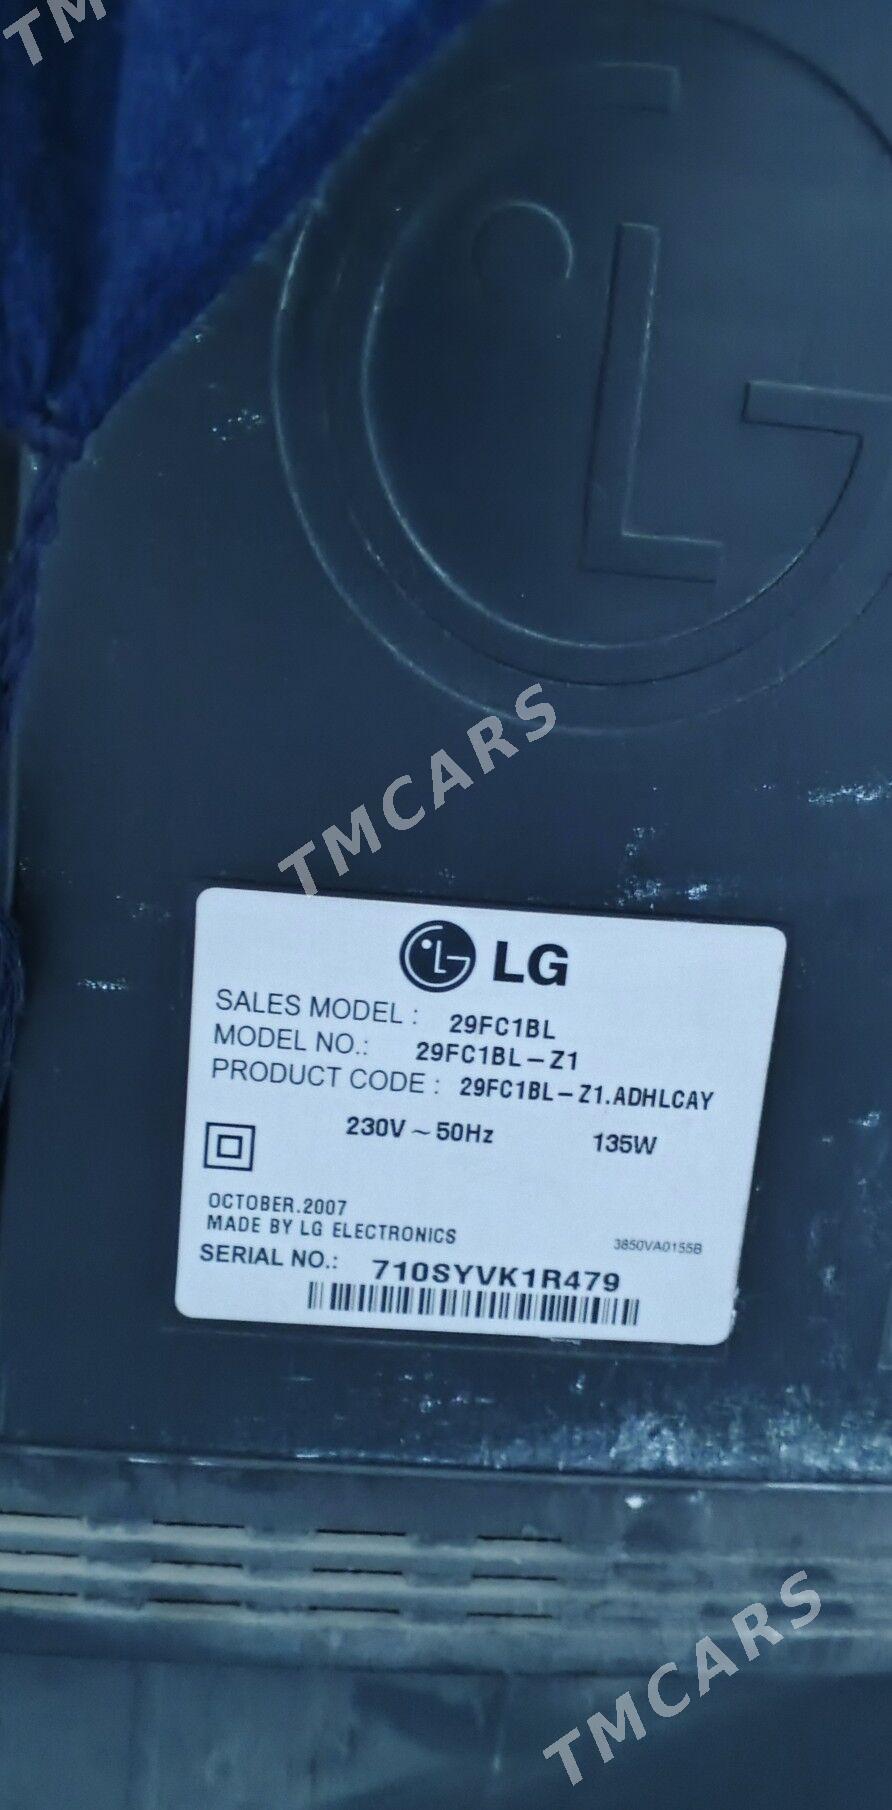 TM
LG
TMCARS
LG
SALES MODEL : 29FC1BL
MODEL NO.: 29FC1BL-Z1
PRODUCT CODE : 29FC1BL-Z1.ADHLCAY
230V ~ 50Hz 135W
OCTOBER.2007
MADE BY LG ELECTRONICS
3850VA0155B
SERIAL NO.: 710SYVK1R479
TMCARS